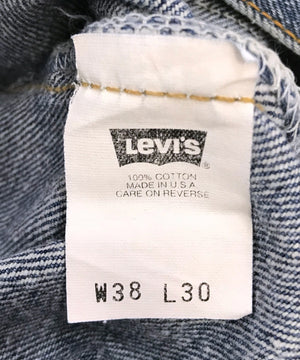 Levi's ®
100% COTTON
MADE IN U.S.A
CARE ON REVERSE
W38 L30